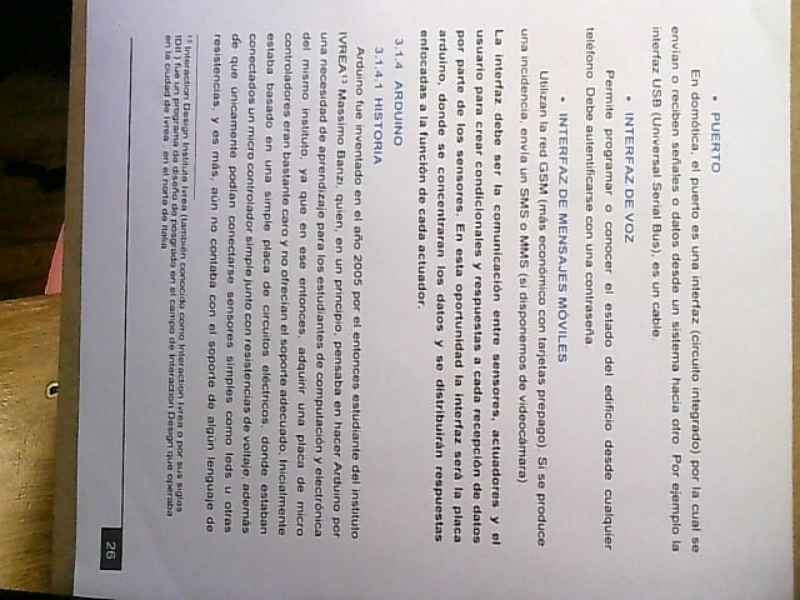 • PUERTO
En domótica, el puerto es una interfaz (circuito integrado) por la cual se
envían o reciben señales o datos desde un sistema hacia otro. Por ejemplo la
interfaz USB (Universal Serial Bus), es un cable.
• INTERFAZ DE VOZ
Permite programar o conocer el estado del edificio desde cualquier
teléfono. Debe autentificarse con una contraseña
• INTERFAZ DE MENSAJES MÓVILES
Utilizan la red GSM (más económico con tarjetas prepago). Si se produce
una incidencia, envía un SMS o MMS (si disponemos de videocámara)
La interfaz debe ser la comunicación entre sensores, actuadores y el
usuario para crear condicionales y respuestas a cada recepción de datos
por parte de los sensores. En esta oportunidad la interfaz será la placa
arduino, donde se concentraran los datos y se distribuirán respuestas
enfocadas a la función de cada actuador.
3.1.4 ARDUINO
3.1.4.1 HISTORIA
Arduino fue inventado en el año 2005 por el entonces estudiante del instituto
IVREA¹³ Massimo Banzi, quien, en un principio, pensaba en hacer Arduino por
una necesidad de aprendizaje para los estudiantes de computación y electrónica
del mismo instituto, ya que en ese entonces, adquirir una placa de micro
controladores eran bastante caro y no ofrecían el soporte adecuado, Inicialmente
estaba basado en una simple placa de circuitos eléctricos, donde estaban
conectados un micro controlador simple junto con resistencias de voltaje, además
de que únicamente podían conectarse sensores simples como leds u otras
resistencias, y es más, aún no contaba con el soporte de algún lenguaje de
¹³ Interaction Design Institute Ivrea (también conocida como Interaction Ivrea o por sus siglas
IDII ) fue un programa de diseño de posgrado en el campo de Interaction Design que operaba
en la ciudad de Ivrea , en el norte de Italia
26